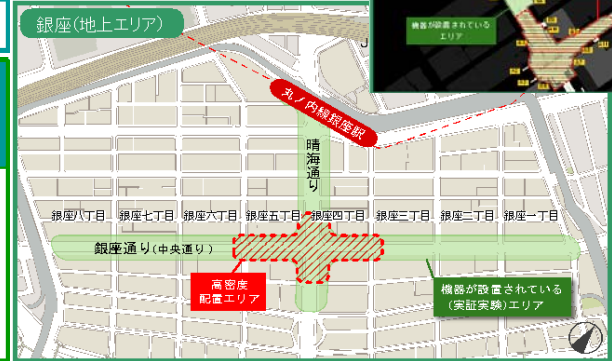 銀座(地上エリア)
機器が設置されている
エリア
丸ノ内線銀座駅
晴海通り
銀座八丁目 銀座七丁目 銀座六丁目 銀座五丁目 銀座四丁目 銀座三丁目 銀座二丁目 銀座一丁目
銀座通り(中央通り)
高密度
配置エリア
機器が設置されている
(実証実験)エリア